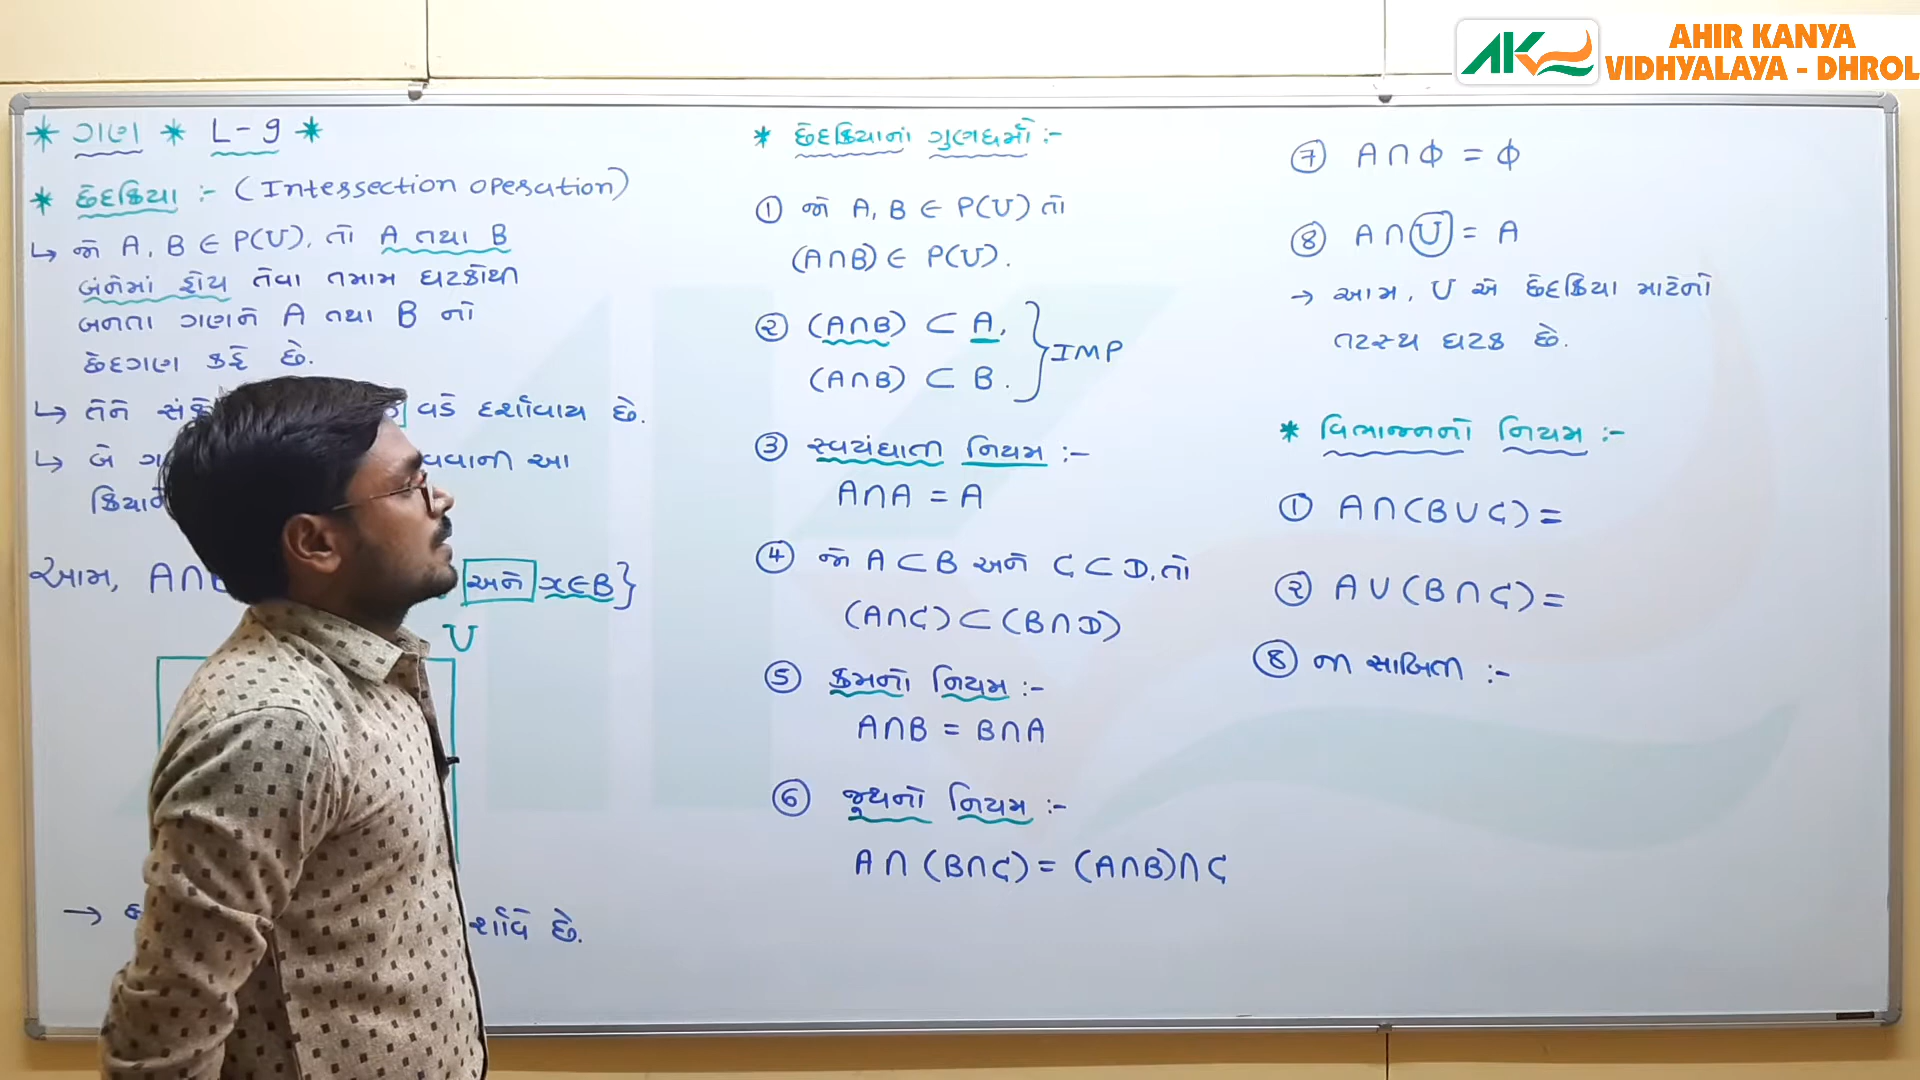 AHIR KANYA
VIDHYALAYA - DHROL
* ગણ * L-9 *
* છેદક્રિયા :- (Intersection operation)
↳ જો A, B ∈ P(U), તો A તથા B
બંનેમાં હોય તેવા તમામ ઘટકોથી
બનતા ગણને A તથા B નો
છેદગણ કહે છે.
↳ તેને વડે દર્શાવાય છે.
↳ બે આ
આમ, A∩ અને x∈B}
U
→ છે.
* છેદક્રિયાનાં ગુણધર્મો :-
① જો A, B ∈ P(U) તો
(A∩B) ∈ P(U).
② (A∩B) ⊂ A,
(A∩B) ⊂ B.
IMP
③ સ્વયંઘાતી નિયમ :-
A∩A = A
④ જો A⊂B અને C⊂D, તો
(A∩C) ⊂ (B∩D)
⑤ ક્રમનો નિયમ :-
A∩B = B∩A
⑥ જૂથનો નિયમ :-
A∩(B∩C) = (A∩B)∩C
⑦ A∩Φ = Φ
⑧ A∩U = A
→ આમ, U એ છેદક્રિયા માટેનો
તટસ્થ ઘટક છે.
* વિભાજનનો નિયમ :-
① A∩(B∪C) =
② A∪(B∩C) =
⑧ ના સાબિતી :-